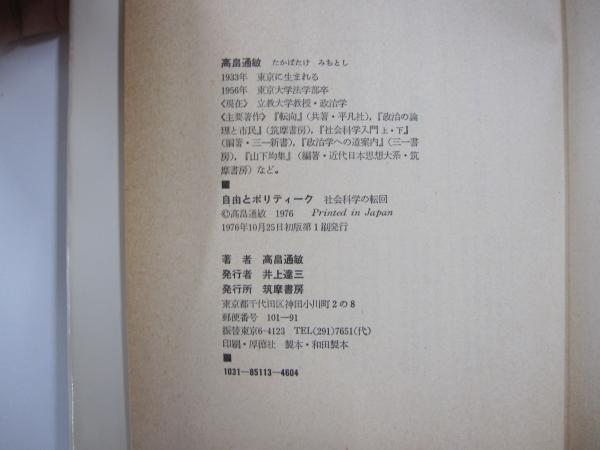 高畠通敏 たかばたけ みちとし
1933年 東京に生まれる
1956年 東京大学法学部卒
《現在》 立教大学教授・政治学
《主要著作》『転向』(共著・平凡社),『政治の論
理と市民』(筑摩書房),『社会科学入門上・下』
(編著・三一新書),『政治学への道案内』(三一書
房),『山下均集』(編著・近代日本思想大系・筑
摩書房)など。
■
自由とポリティーク 社会科学の転回
©高畠通敏 1976 Printed in Japan
1976年10月25日初版第1刷発行
著者 高畠通敏
発行者 井上達三
発行所 筑摩書房
東京都千代田区神田小川町2の8
郵便番号 101—91
振替東京6-4123 TEL(291)7651(代)
印刷・厚徳社 製本・和田製本
■
1031—85113—4604